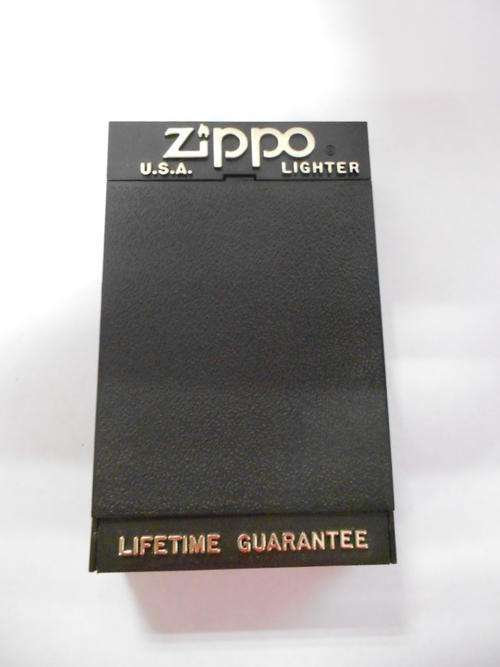 Zippo ®
U.S.A. LIGHTER
LIFETIME GUARANTEE